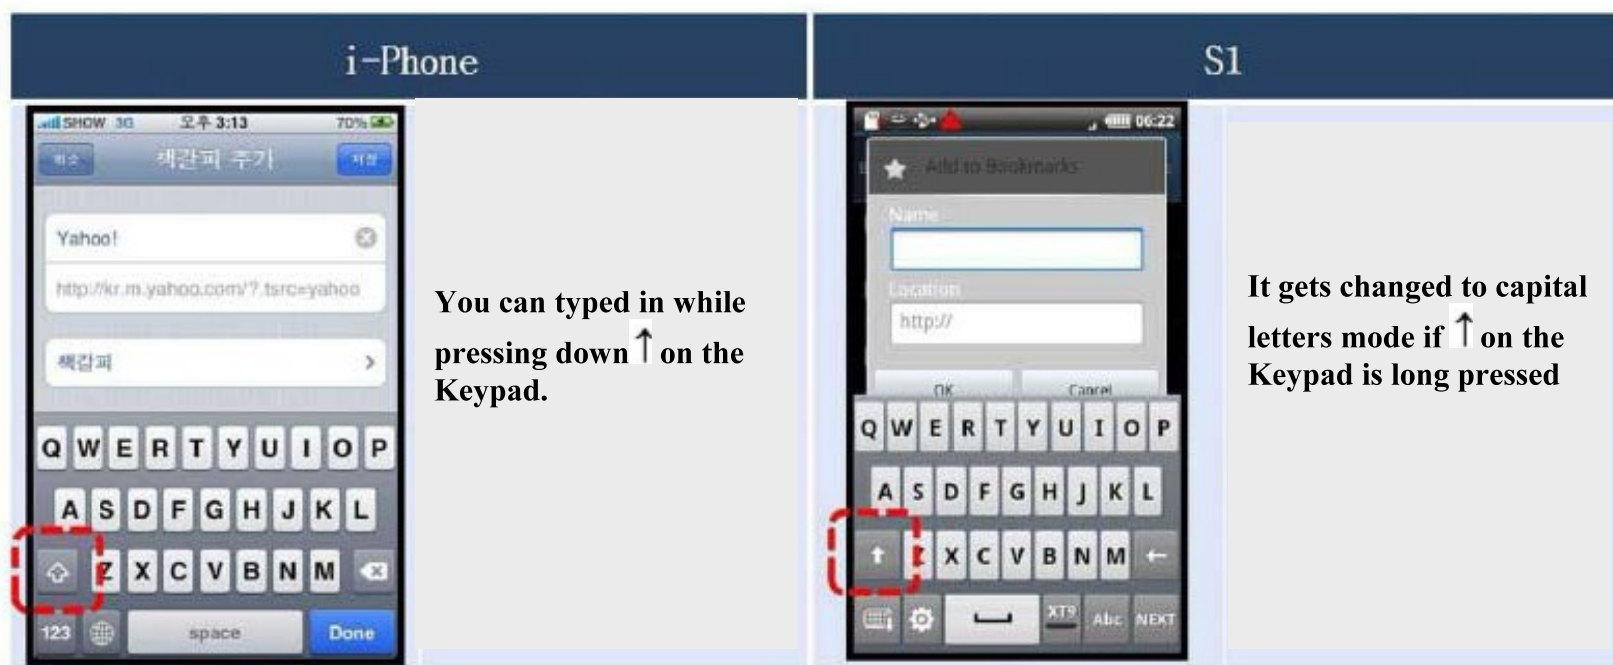 i-Phone
S1
SHOW 3G 오후 3:13 70%
취소 책갈피 추가 저장
Yahoo!
http://kr.m.yahoo.com/?.tsrc=yahoo
책갈피
Q W E R T Y U I O P
A S D F G H J K L
Z X C V B N M
123 space Done
You can typed in while
pressing down ↑ on the
Keypad.
06:22
Add to Bookmarks
Name
Location
http://
OK Cancel
Q W E R T Y U I O P
A S D F G H J K L
Z X C V B N M
XT9 Abc NEXT
It gets changed to capital
letters mode if ↑ on the
Keypad is long pressed